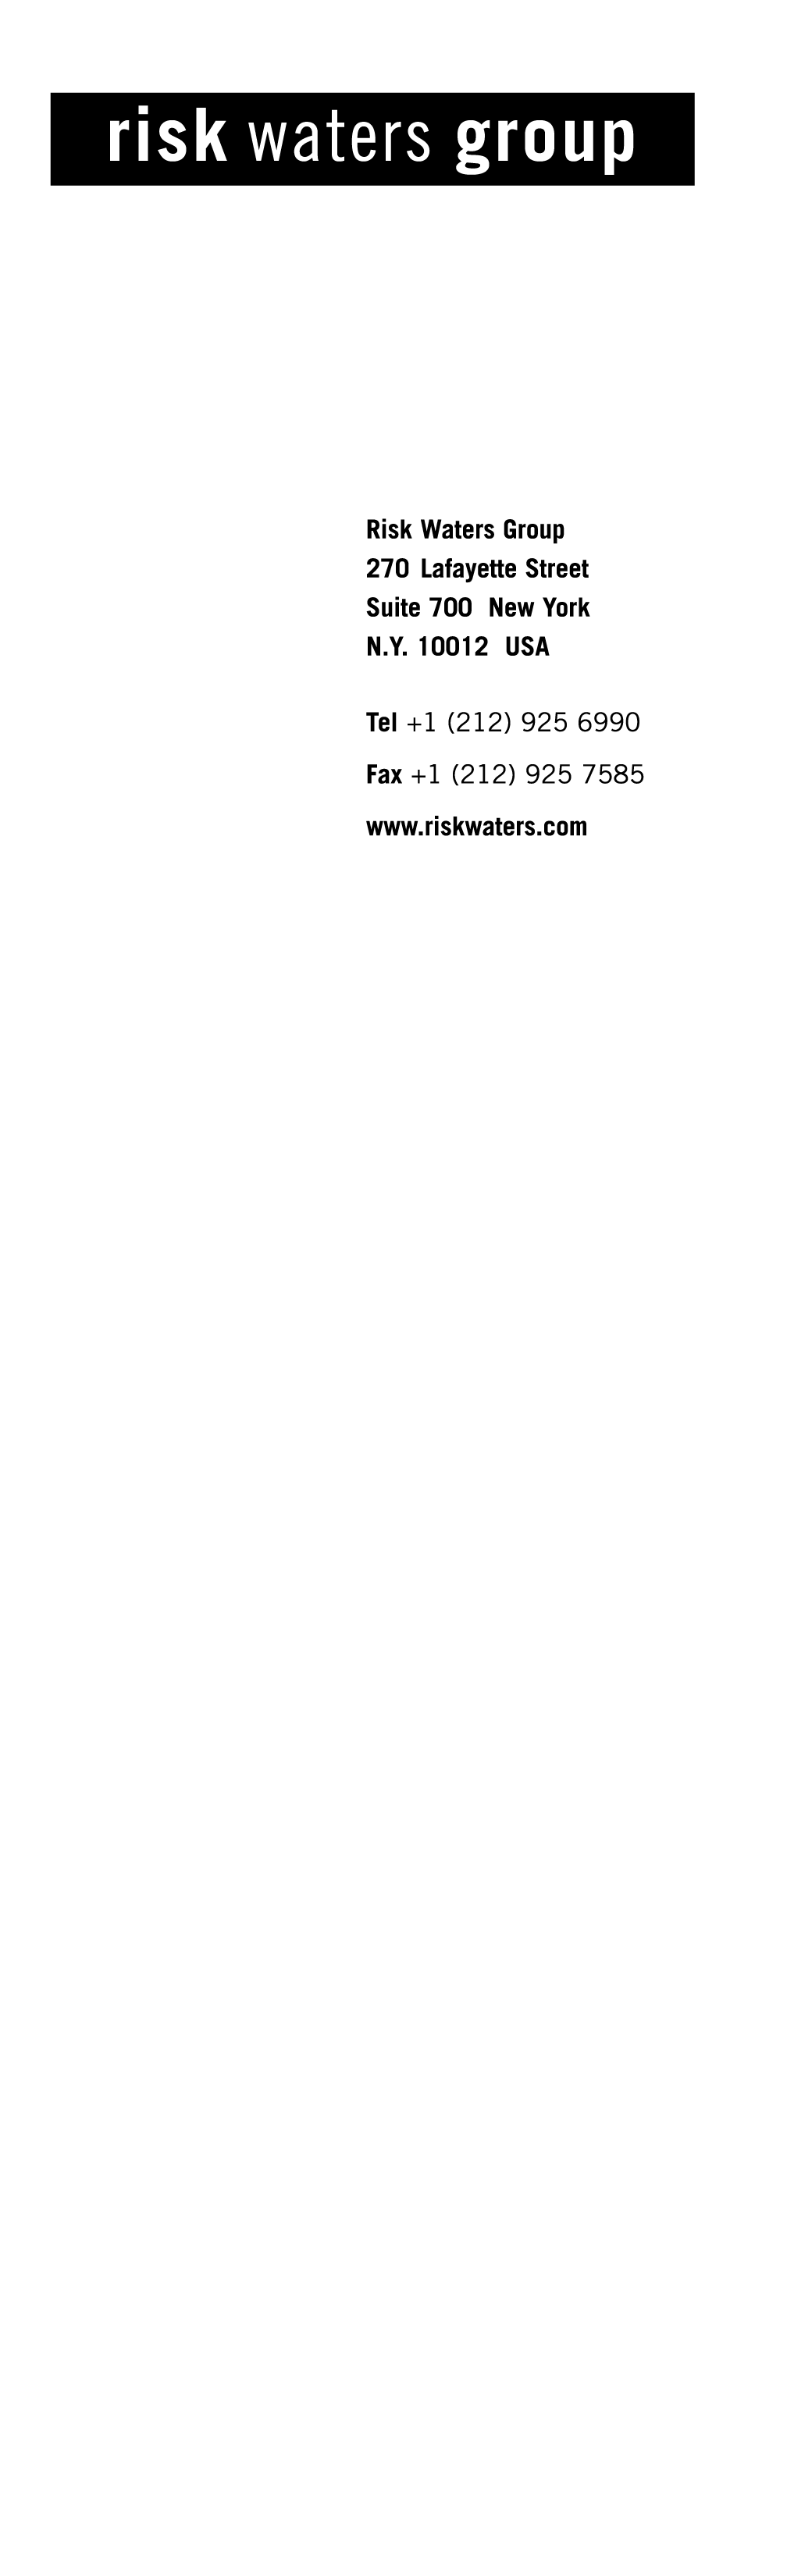 risk waters group
Risk Waters Group
270 Lafayette Street
Suite 700 New York
N.Y. 10012 USA
Tel +1 (212) 925 6990
Fax +1 (212) 925 7585
www.riskwaters.com